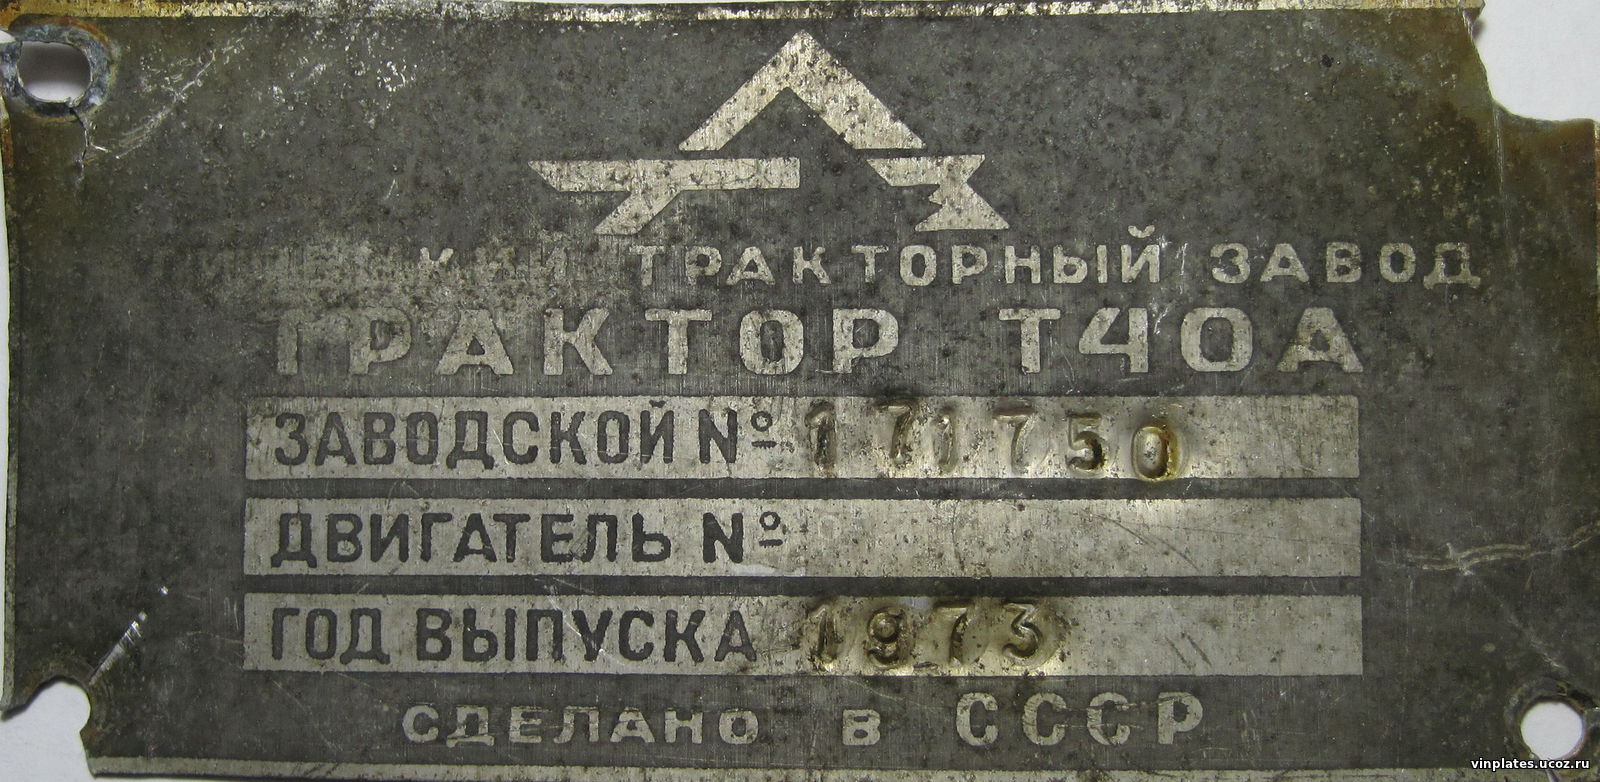 ТРАКТОРНЫЙ ЗАВОД
ТРАКТОР Т40А
ЗАВОДСКОЙ № 171750
ДВИГАТЕЛЬ №
ГОД ВЫПУСКА 1973
СДЕЛАНО В СССР
vinplates.ucoz.ru